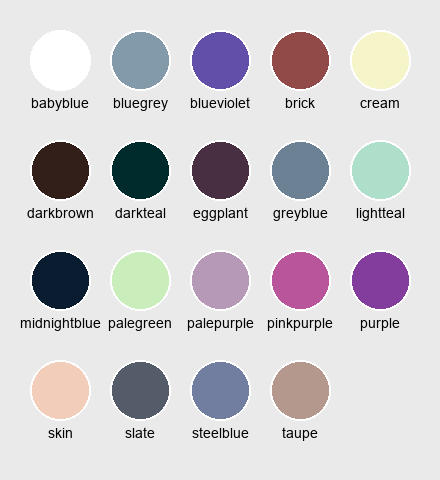 babyblue bluegrey blueviolet brick cream
darkbrown darkteal eggplant greyblue lightteal
midnightblue palegreen palepurple pinkpurple purple
skin slate steelblue taupe